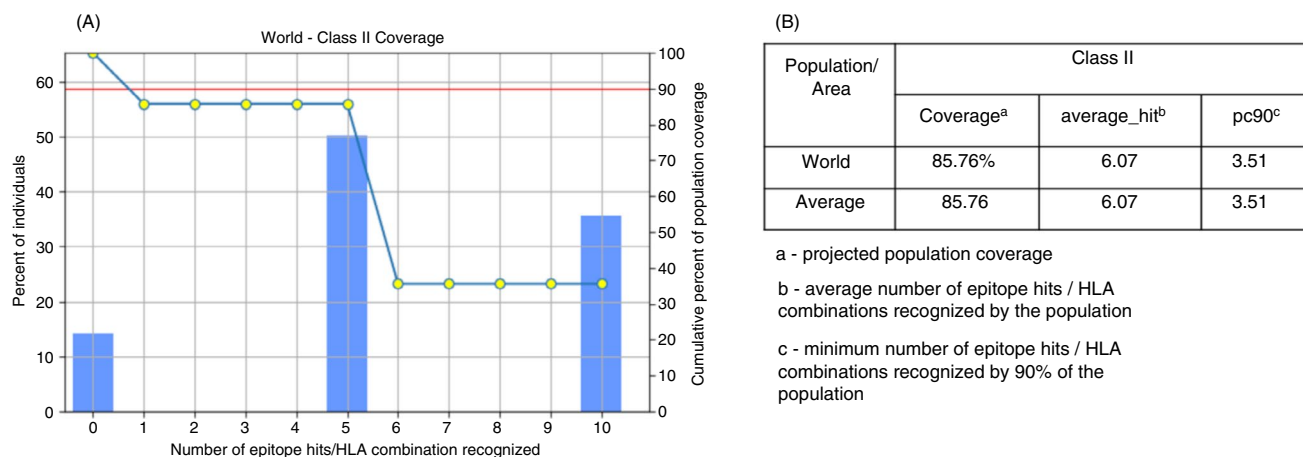 (A)
World - Class II Coverage
Percent of individuals
60
50
40
30
20
10
0
100
90
80
70
60
50
40
30
20
10
0
Cumulative percent of population coverage
0 1 2 3 4 5 6 7 8 9 10
Number of epitope hits/HLA combination recognized
(B)
Population/
Area
Class II
Coverageᵃ average_hitᵇ pc90ᶜ
World 85.76% 6.07 3.51
Average 85.76 6.07 3.51
a - projected population coverage
b - average number of epitope hits / HLA
combinations recognized by the population
c - minimum number of epitope hits / HLA
combinations recognized by 90% of the
population